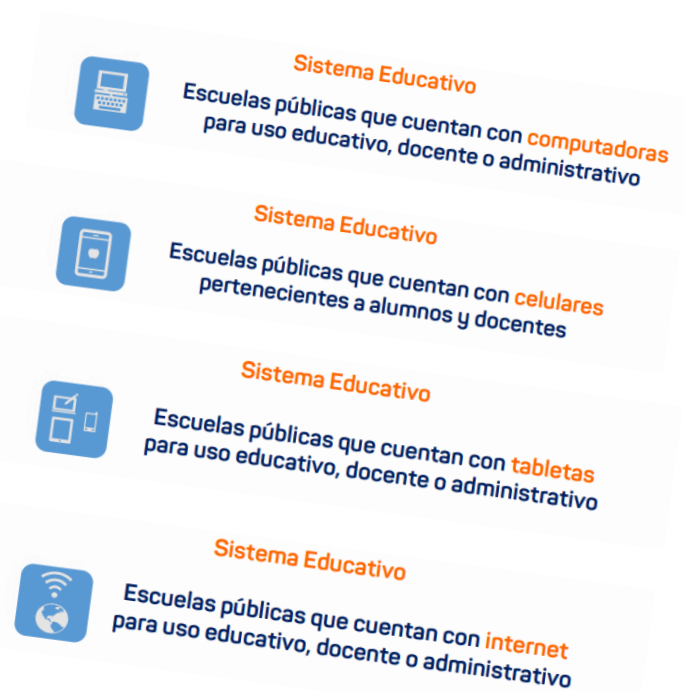 Sistema Educativo
Escuelas públicas que cuentan con computadoras
para uso educativo, docente o administrativo
Sistema Educativo
Escuelas públicas que cuentan con celulares
pertenecientes a alumnos y docentes
Sistema Educativo
Escuelas públicas que cuentan con tabletas
para uso educativo, docente o administrativo
Sistema Educativo
Escuelas públicas que cuentan con internet
para uso educativo, docente o administrativo